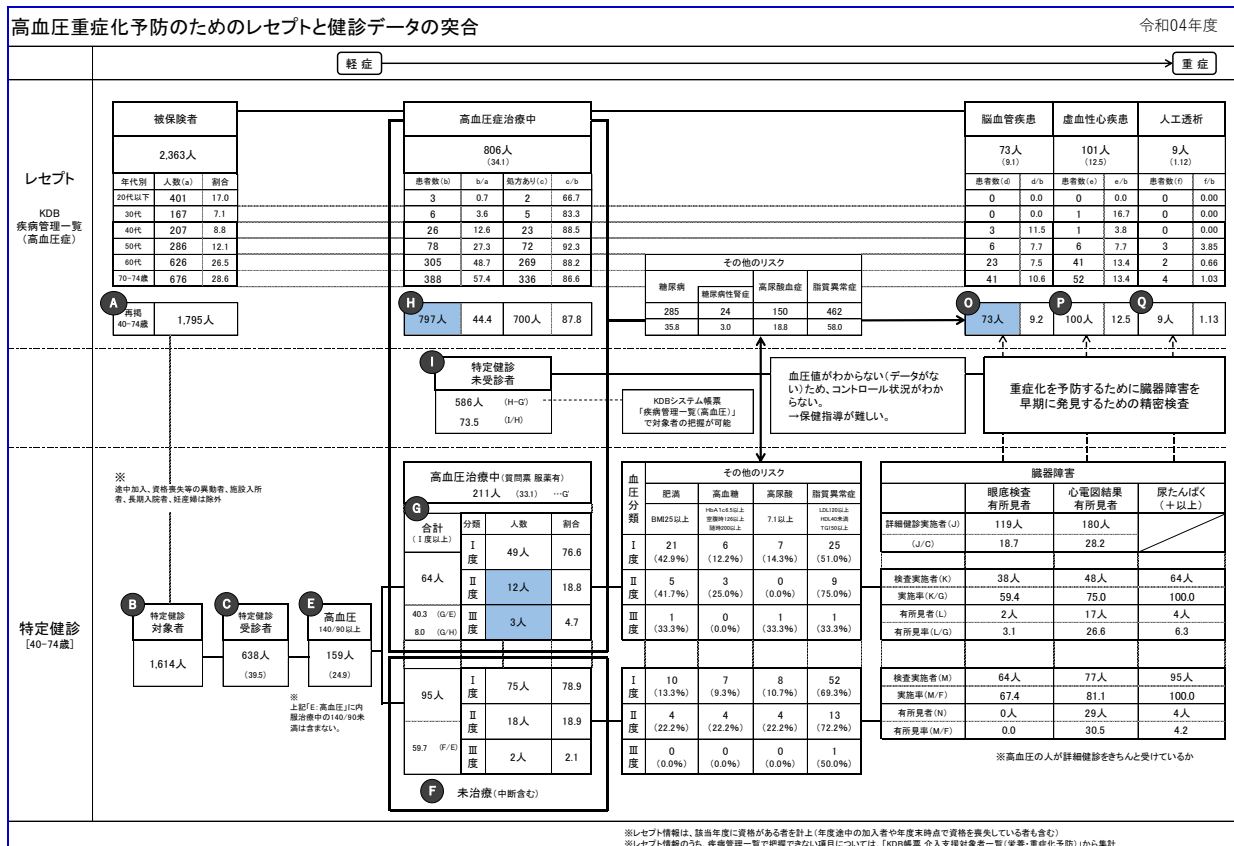 高血圧重症化予防のためのレセプトと健診データの突合
令和04年度
軽症
重症
レセプト
KDB
疾病管理一覧
(高血圧症)
被保険者
2,363人
年代別 人数(a) 割合
20代以下 401 17.0
30代 167 7.1
40代 207 8.8
50代 286 12.1
60代 626 26.5
70-74歳 676 28.6
A
再掲
40-74歳
1,795人
高血圧症治療中
806人
(34.1)
患者数(b) b/a 処方あり(c) c/b
3 0.7 2 66.7
6 3.6 5 83.3
26 12.6 23 88.5
78 27.3 72 92.3
305 48.7 269 88.2
388 57.4 336 86.6
H
797人 44.4 700人 87.8
その他のリスク
糖尿病 糖尿病性腎症 高尿酸血症 脂質異常症
285 24 150 462
35.8 3.0 18.8 58.0
脳血管疾患 虚血性心疾患 人工透析
73人 101人 9人
(9.1) (12.5) (1.12)
患者数(d) d/b 患者数(e) e/b 患者数(f) f/b
0 0.0 0 0.0 0 0.00
0 0.0 1 16.7 0 0.00
3 11.5 1 3.8 0 0.00
6 7.7 6 7.7 3 3.85
23 7.5 41 13.4 2 0.66
41 10.6 52 13.4 4 1.03
O P Q
73人 9.2 100人 12.5 9人 1.13
I
特定健診
未受診者
586人 (H-G')
73.5 (I/H)
KDBシステム帳票
「疾病管理一覧(高血圧)」
で対象者の把握が可能
血圧値がわからない(データがな
い)ため、コントロール状況がわか
らない。
→保健指導が難しい。
重症化を予防するために臓器障害を
早期に発見するための精密検査
特定健診
[40-74歳]
※
途中加入、資格喪失等の異動者、施設入所
者、長期入院者、妊産婦は除外
B
特定健診
対象者
1,614人
C
特定健診
受診者
638人
(39.5)
E
高血圧
140/90以上
159人
(24.9)
※
上記「E:高血圧」に内
服治療中の140/90未
満は含まない。
高血圧治療中(質問票 服薬有)
211人 (33.1) …G'
G
合計
(Ⅰ度以上)
分類 人数 割合
64人
40.3 (G/E)
8.0 (G/H)
Ⅰ度 49人 76.6
Ⅱ度 12人 18.8
Ⅲ度 3人 4.7
95人
59.7 (F/E)
Ⅰ度 75人 78.9
Ⅱ度 18人 18.9
Ⅲ度 2人 2.1
F
未治療(中断含む)
血圧分類
その他のリスク
肥満 高血糖 高尿酸 脂質異常症
BMI25以上
HbA1c6.5以上
空腹時126以上
随時200以上
7.1以上
LDL120以上
HDL40未満
TG150以上
Ⅰ度 21 6 7 25
(42.9%) (12.2%) (14.3%) (51.0%)
Ⅱ度 5 3 0 9
(41.7%) (25.0%) (0.0%) (75.0%)
Ⅲ度 1 0 1 1
(33.3%) (0.0%) (33.3%) (33.3%)
Ⅰ度 10 7 8 52
(13.3%) (9.3%) (10.7%) (69.3%)
Ⅱ度 4 4 4 13
(22.2%) (22.2%) (22.2%) (72.2%)
Ⅲ度 0 0 0 1
(0.0%) (0.0%) (0.0%) (50.0%)
臓器障害
眼底検査
有所見者
心電図結果
有所見者
尿たんぱく
(+以上)
詳細健診実施者(J) 119人 180人
(J/C) 18.7 28.2
検査実施者(K) 38人 48人 64人
実施率(K/G) 59.4 75.0 100.0
有所見者(L) 2人 17人 4人
有所見率(L/G) 3.1 26.6 6.3
検査実施者(M) 64人 77人 95人
実施率(M/F) 67.4 81.1 100.0
有所見者(N) 0人 29人 4人
有所見率(M/F) 0.0 30.5 4.2
※高血圧の人が詳細健診をきちんと受けているか
※レセプト情報は、該当年度に資格がある者を計上(年度途中の加入者や年度末時点で資格を喪失している者も含む)
※レセプト情報のうち、疾病管理一覧で把握できない項目については、「KDB帳票 介入支援対象者一覧(栄養・重症化予防)」から集計